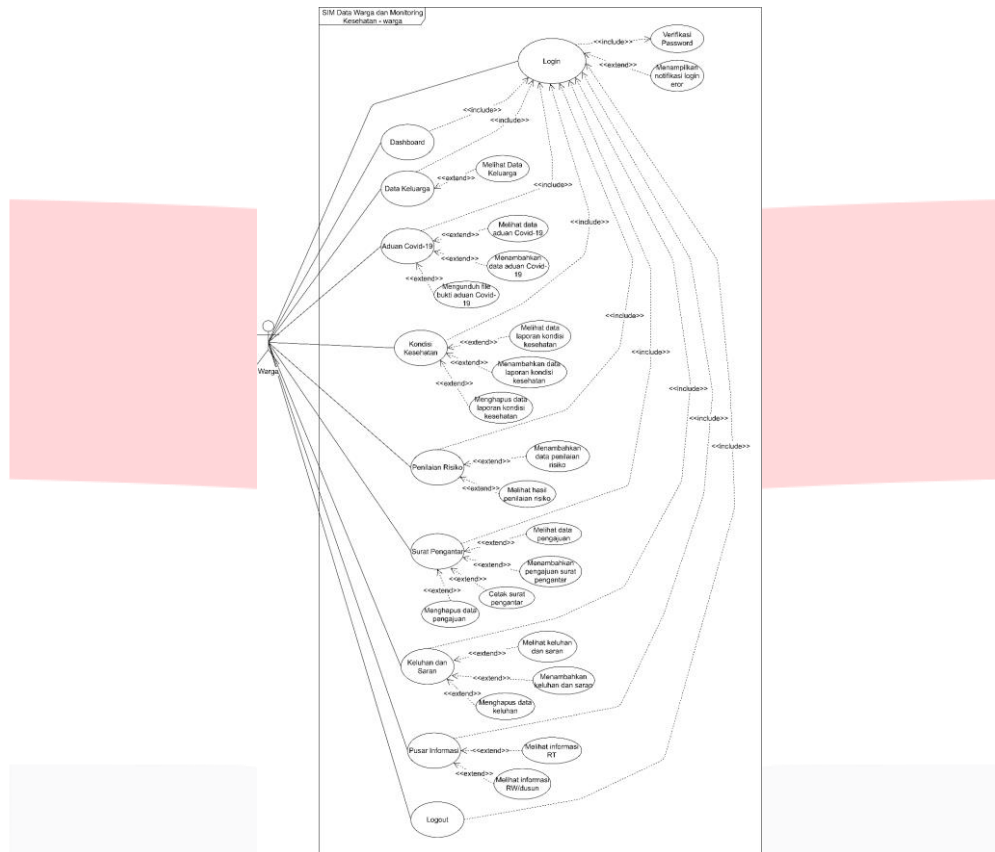 SIM Data Warga dan Monitoring
Kesehatan - warga
Login
<<include>>
Verifikasi
Password
<<extend>>
Menampilkan
notifikasi login
eror
<<include>>
Dashboard
<<include>>
Data Keluarga
<<extend>>
Melihat Data
Keluarga
<<include>>
Aduan Covid-19
<<extend>>
Melihat data
aduan Covid-19
<<extend>>
Menambahkan
data aduan Covid-
19
<<extend>>
Mengunduh file
bukti aduan Covid-
19
<<include>>
Warga
Kondisi
Kesehatan
<<extend>>
Melihat data
laporan kondisi
kesehatan
<<extend>>
Menambahkan data
laporan kondisi
kesehatan
<<extend>>
Menghapus data
laporan kondisi
kesehatan
<<include>>
<<include>>
<<include>>
<<include>>
<<include>>
Penilaian Risiko
<<extend>>
Menambahkan
data penilaian
risiko
<<extend>>
Melihat hasil
penilaian risiko
Surat Pengantar
<<extend>>
Melihat data
pengajuan
<<extend>>
Menambahkan
pengajuan surat
pengantar
<<extend>>
Cetak surat
pengantar
<<extend>>
Menghapus data
pangajuan
Keluhan dan
Saran
<<extend>>
Melihat keluhan
dan saran
<<extend>>
Menambahkan
keluhan dan saran
<<extend>>
Menghapus data
keluhan
Pusar Informasi
<<extend>>
Melihat informasi
RT
<<extend>>
Melihat informasi
RW/dusun
Logout